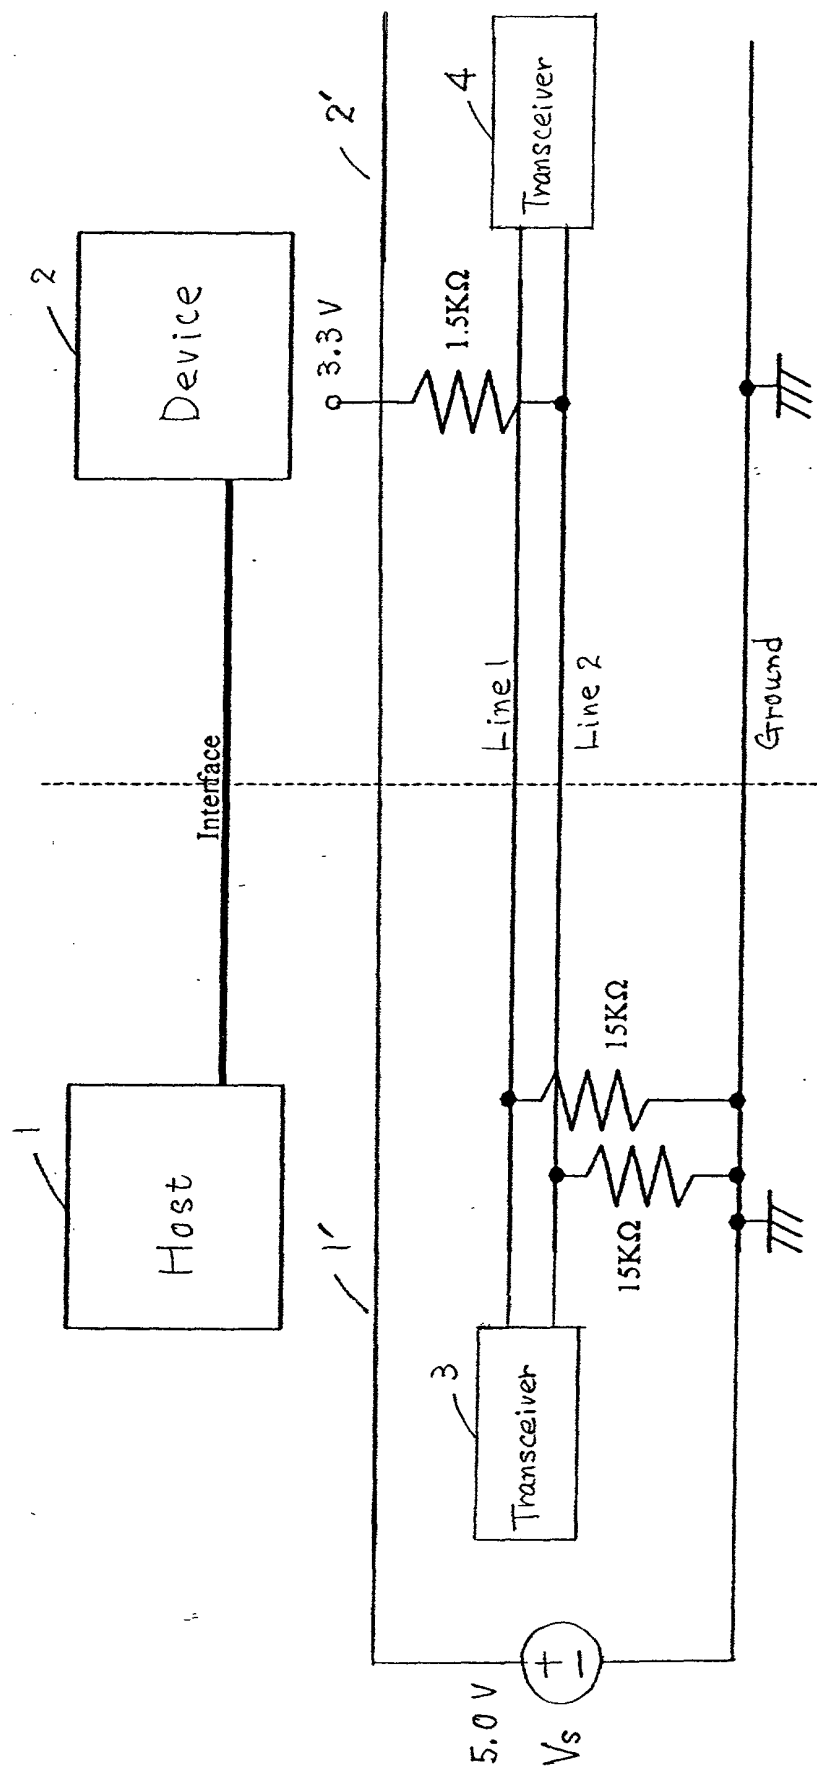 1
Host
Interface
2
Device
1'
3.3 V
2'
3
Transceiver
4
Transceiver
1.5KΩ
Line 1
Line 2
15KΩ
15KΩ
Ground
5.0 V
Vs
+
−